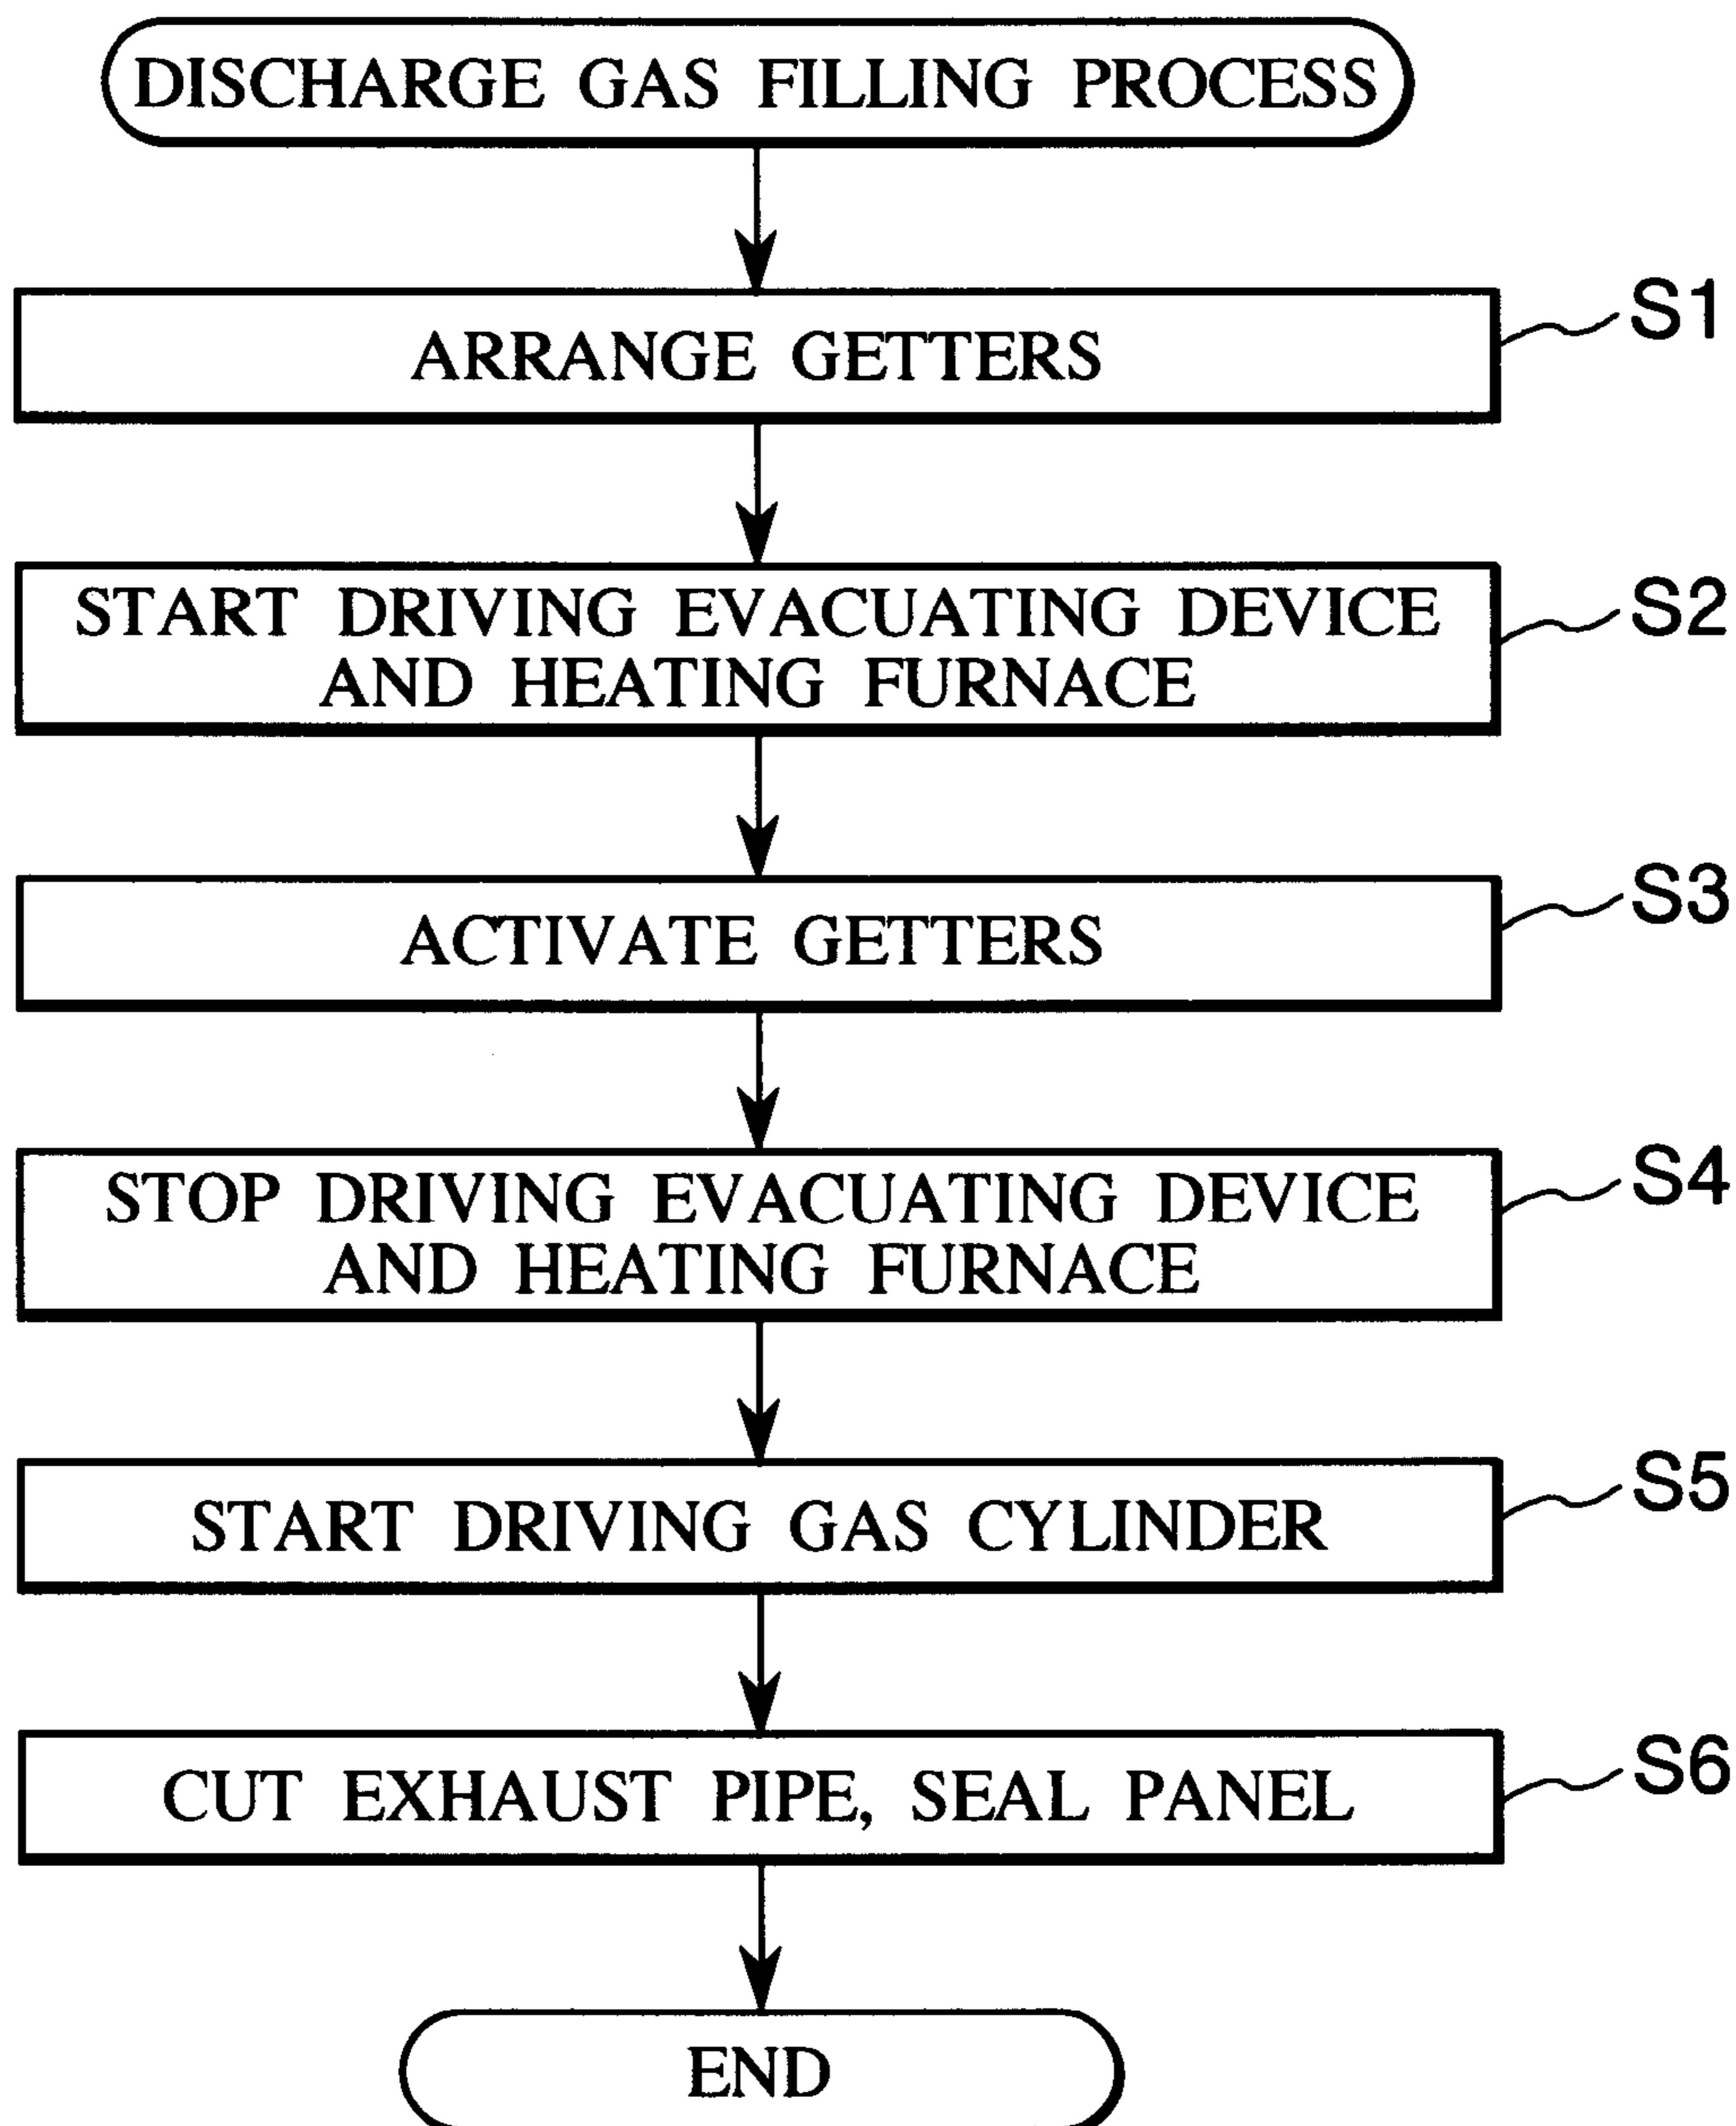 DISCHARGE GAS FILLING PROCESS
ARRANGE GETTERS
S1
START DRIVING EVACUATING DEVICE
AND HEATING FURNACE
S2
ACTIVATE GETTERS
S3
STOP DRIVING EVACUATING DEVICE
AND HEATING FURNACE
S4
START DRIVING GAS CYLINDER
S5
CUT EXHAUST PIPE, SEAL PANEL
S6
END